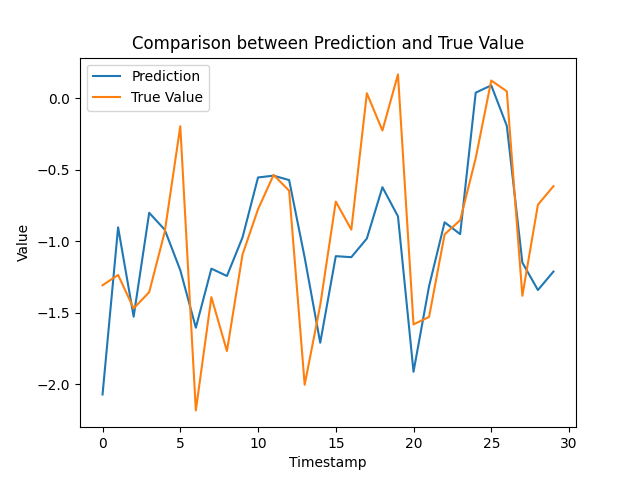 Comparison between Prediction and True Value
Prediction
True Value
0.0
−0.5
−1.0
−1.5
−2.0
Value
0 5 10 15 20 25 30
Timestamp